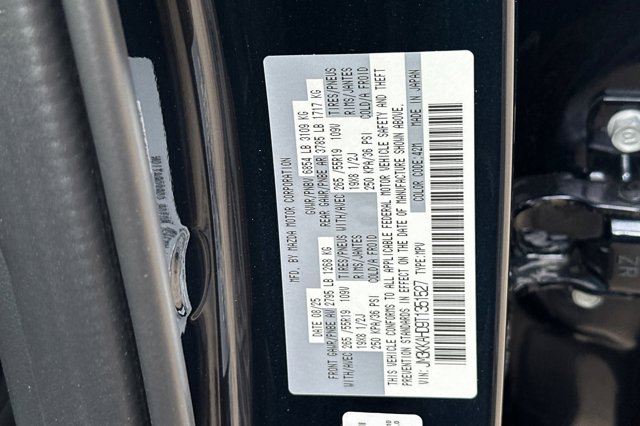 MFD. BY MAZDA MOTOR CORPORATION
DATE: 08/25 GVWR/PNBV 6854 LB 3109 KG
FRONT GAWR/PNBE AV 2795 LB 1268 KG REAR GAWR/PNBE AR 3785 LB 1717 KG
WITH/AVEC 265 /55R19 109V TIRES/PNEUS WITH/AVEC 265 /55R19 109V TIRES/PNEUS
19X8 1/2J RIMS/JANTES 19X8 1/2J RIMS/JANTES
250 KPA/36 PSI COLD/A FROID 250 KPA/36 PSI COLD/A FROID
THIS VEHICLE CONFORMS TO ALL APPLICABLE FEDERAL MOTOR VEHICLE SAFETY AND THEFT
PREVENTION STANDARDS IN EFFECT ON THE DATE OF MANUFACTURE SHOWN ABOVE.
VIN: JM3KKAHD9T1351527 TYPE: MPV COLOR CODE: 42M MADE IN JAPAN